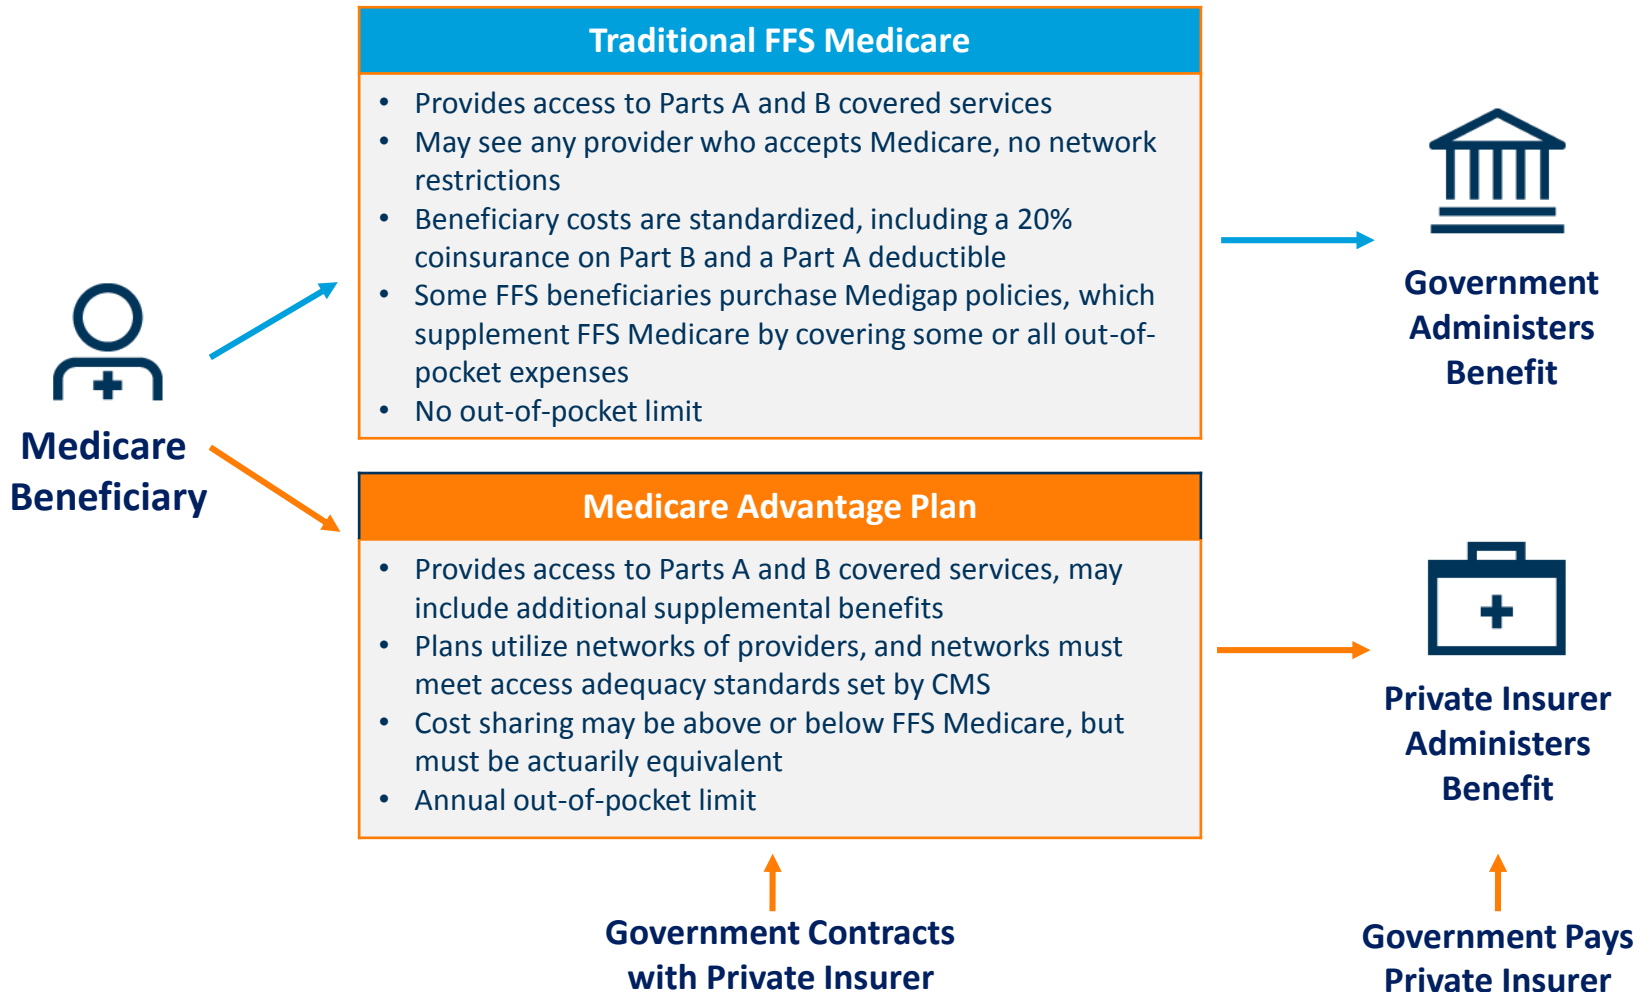 Traditional FFS Medicare
• Provides access to Parts A and B covered services
• May see any provider who accepts Medicare, no network
restrictions
• Beneficiary costs are standardized, including a 20%
coinsurance on Part B and a Part A deductible
• Some FFS beneficiaries purchase Medigap policies, which
supplement FFS Medicare by covering some or all out-of-
pocket expenses
• No out-of-pocket limit
Government
Administers
Benefit
Medicare
Beneficiary
Medicare Advantage Plan
• Provides access to Parts A and B covered services, may
include additional supplemental benefits
• Plans utilize networks of providers, and networks must
meet access adequacy standards set by CMS
• Cost sharing may be above or below FFS Medicare, but
must be actuarily equivalent
• Annual out-of-pocket limit
Private Insurer
Administers
Benefit
Government Contracts
with Private Insurer
Government Pays
Private Insurer